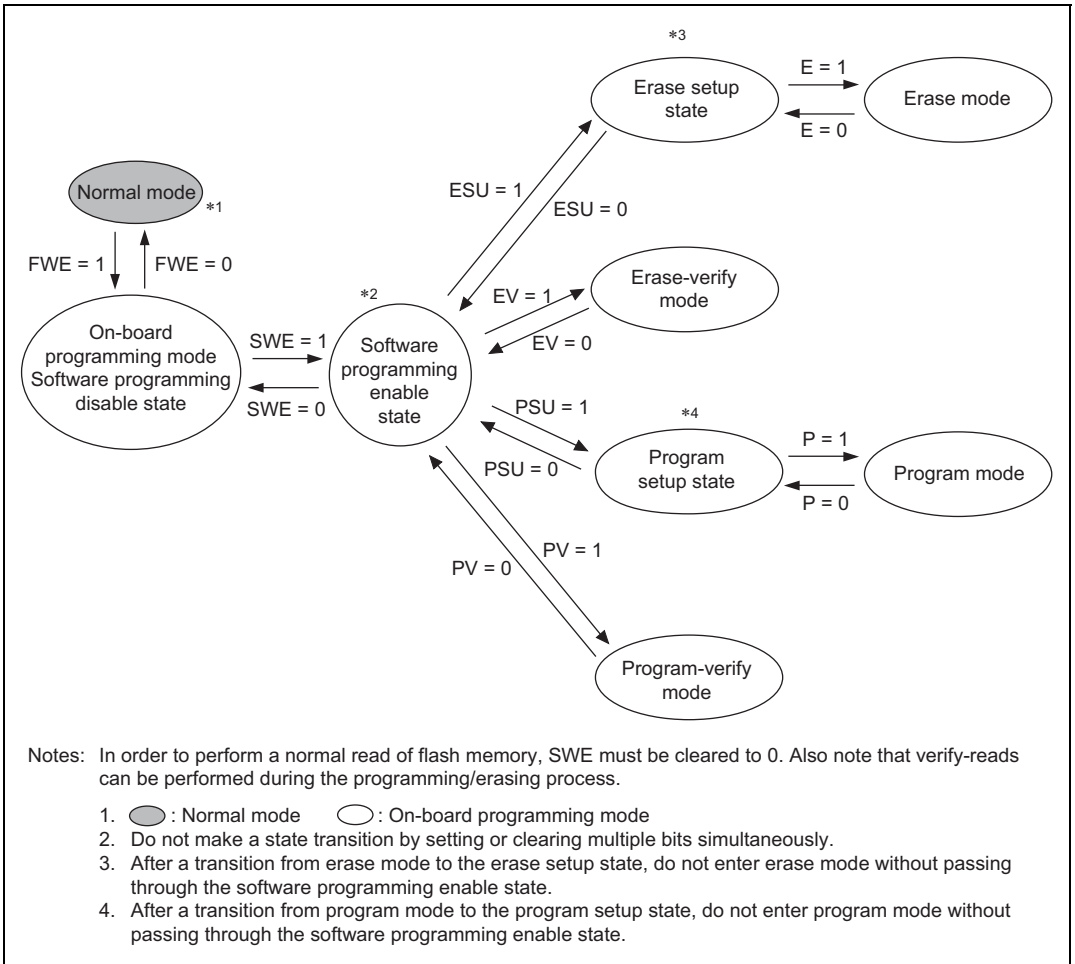 *3
Erase setup
state
E = 1
E = 0
Erase mode
Normal mode
*1
FWE = 1
FWE = 0
ESU = 1
ESU = 0
On-board
programming mode
Software programming
disable state
SWE = 1
SWE = 0
*2
Software
programming
enable
state
EV = 1
EV = 0
Erase-verify
mode
PSU = 1
PSU = 0
*4
Program
setup state
P = 1
P = 0
Program mode
PV = 1
PV = 0
Program-verify
mode
Notes: In order to perform a normal read of flash memory, SWE must be cleared to 0. Also note that verify-reads
can be performed during the programming/erasing process.
1. : Normal mode : On-board programming mode
2. Do not make a state transition by setting or clearing multiple bits simultaneously.
3. After a transition from erase mode to the erase setup state, do not enter erase mode without passing
through the software programming enable state.
4. After a transition from program mode to the program setup state, do not enter program mode without
passing through the software programming enable state.